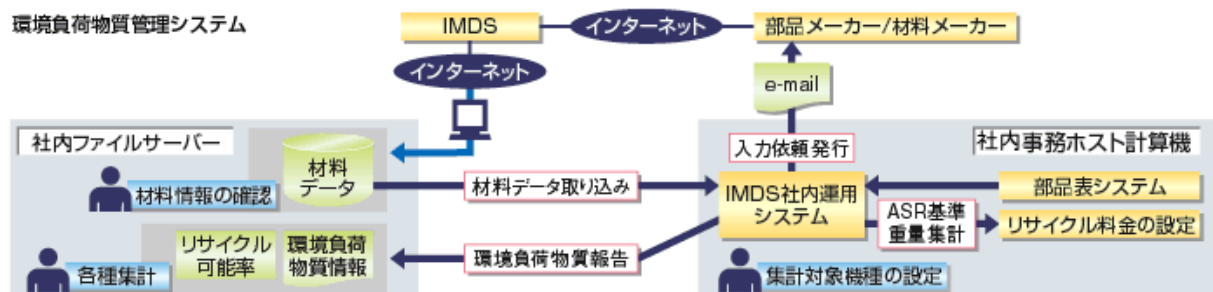 環境負荷物質管理システム
IMDS
インターネット
部品メーカー/材料メーカー
インターネット
e-mail
社内ファイルサーバー
材料
データ
材料情報の確認
材料データ取り込み
入力依頼発行
社内事務ホスト計算機
IMDS社内運用
システム
部品表システム
ASR基準
重量集計
リサイクル料金の設定
リサイクル
可能率
環境負荷
物質情報
各種集計
環境負荷物質報告
集計対象機種の設定